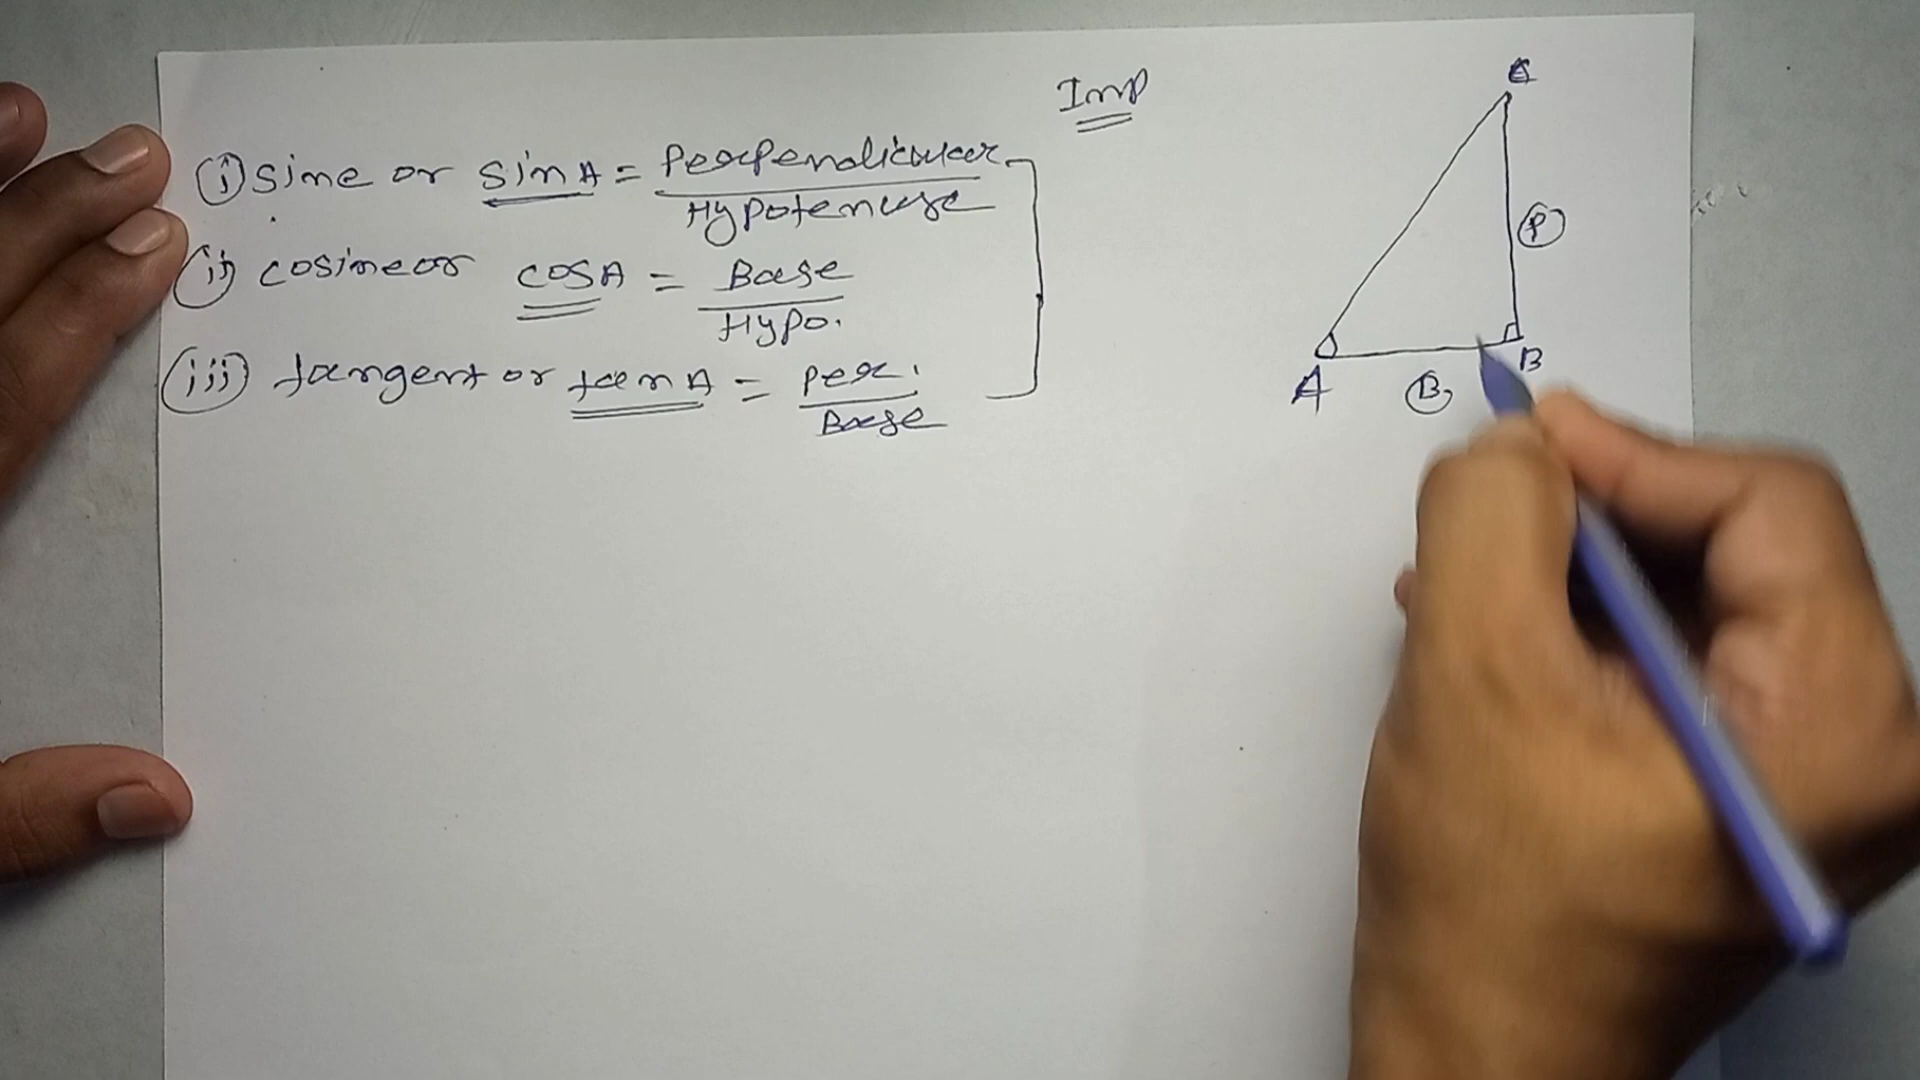 Imp
(i) sine or sin A = Perpendicular
Hypotenuse
(ii) cosine or cos A = Base
Hypo.
(iii) tangent or tan A = Per.
Base
P
A
B
B